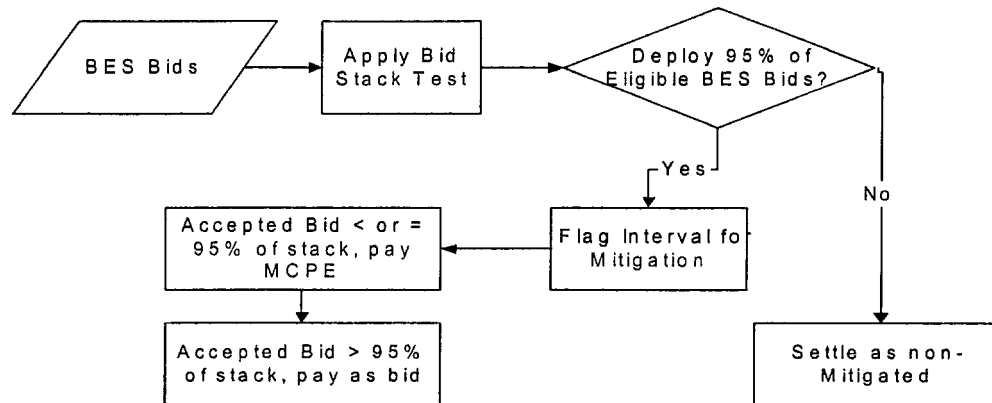 BES Bids
Apply Bid
Stack Test
Deploy 95% of
Eligible BES Bids?
Yes
No
Accepted Bid < or =
95% of stack, pay
MCPE
Flag Interval for
Mitigation
Accepted Bid > 95%
of stack, pay as bid
Settle as non-
Mitigated